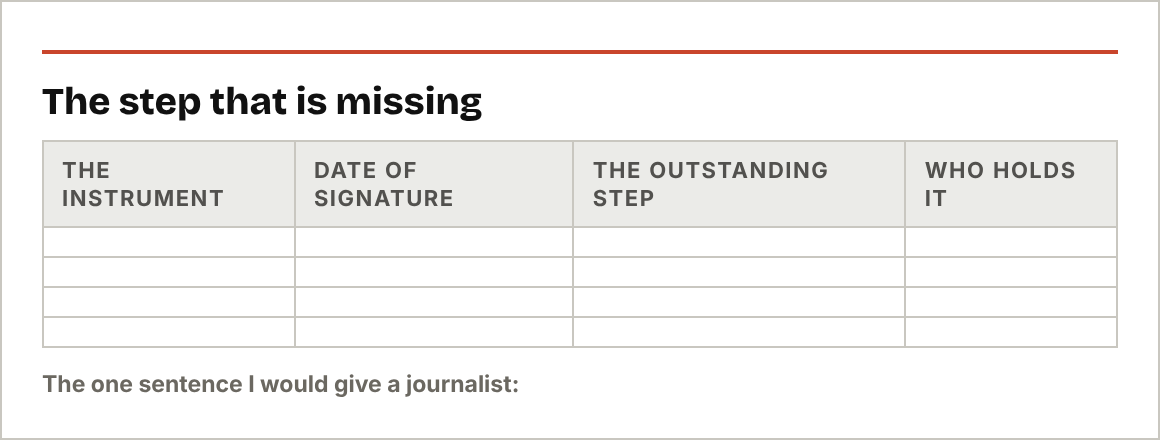 The step that is missing
THE
INSTRUMENT
DATE OF
SIGNATURE
THE OUTSTANDING
STEP
WHO HOLDS
IT
The one sentence I would give a journalist: